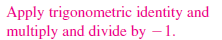 Apply trigonometric identity and
multiply and divide by −1.